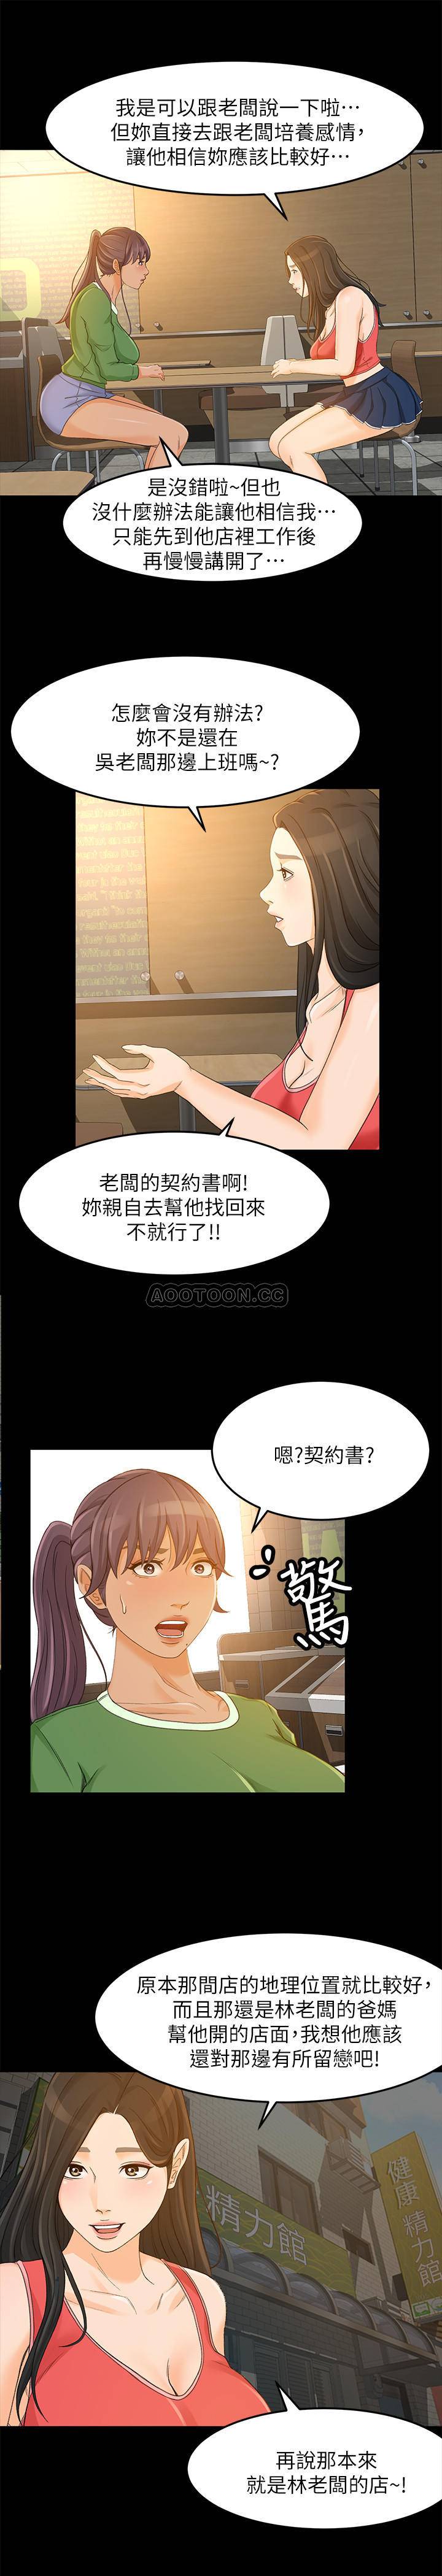 我是可以跟老闆說一下啦…
但妳直接去跟老闆培養感情,
讓他相信妳應該比較好…
是沒錯啦~但也
沒什麼辦法能讓他相信我…
只能先到他店裡工作後
再慢慢講開了…
怎麼會沒有辦法?
妳不是還在
吳老闆那邊上班嗎~?
老闆的契約書啊!
妳親自去幫他找回來
不就行了!!
AOOTOON.CC
嗯?契約書?
驚
原本那間店的地理位置就比較好,
而且那還是林老闆的爸媽
幫他開的店面,我想他應該
還對那邊有所留戀吧!
精力館
健康 精力館
再說那本來
就是林老闆的店~!